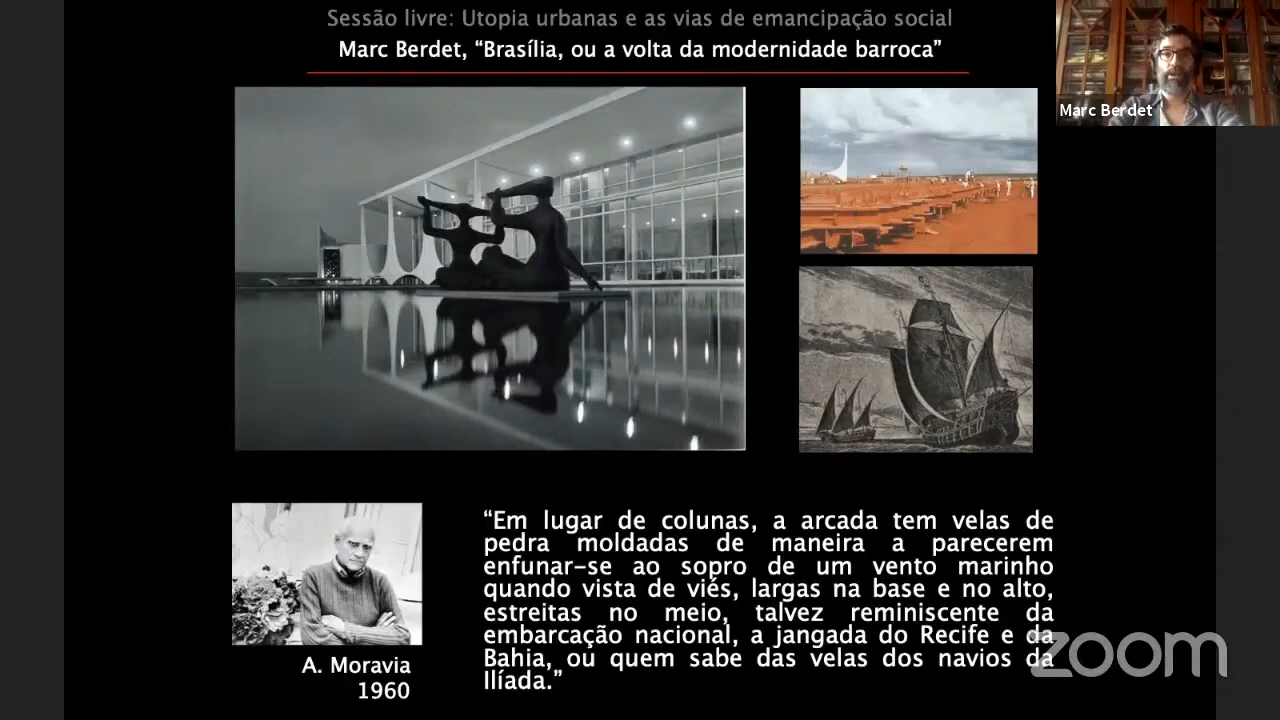 Sessão livre: Utopia urbanas e as vias de emancipação social
Marc Berdet, “Brasília, ou a volta da modernidade barroca”
Marc Berdet
“Em lugar de colunas, a arcada tem velas de
pedra moldadas de maneira a parecerem
enfunar-se ao sopro de um vento marinho
quando vista de viés, largas na base e no alto,
estreitas no meio, talvez reminiscente da
embarcação nacional, a jangada do Recife e da
Bahia, ou quem sabe das velas dos navios da
Ilíada.”
A. Moravia
1960
zoom